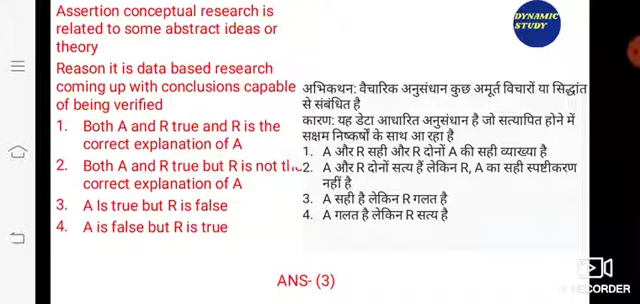 Assertion conceptual research is
related to some abstract ideas or
theory
Reason it is data based research
coming up with conclusions capable
of being verified
1. Both A and R true and R is the
correct explanation of A
2. Both A and R true but R is not the
correct explanation of A
3. A Is true but R is false
4. A is false but R is true
DYNAMIC
STUDY
अभिकथन: वैचारिक अनुसंधान कुछ अमूर्त विचारों या सिद्धांत
से संबंधित है
कारण: यह डेटा आधारित अनुसंधान है जो सत्यापित होने में
सक्षम निष्कर्षों के साथ आ रहा है
1. A और R सही और R दोनों A की सही व्याख्या है
2. A और R दोनों सत्य हैं लेकिन R, A का सही स्पष्टीकरण
नहीं है
3. A सही है लेकिन R गलत है
4. A गलत है लेकिन R सत्य है
ANS- (3)
RECORDER